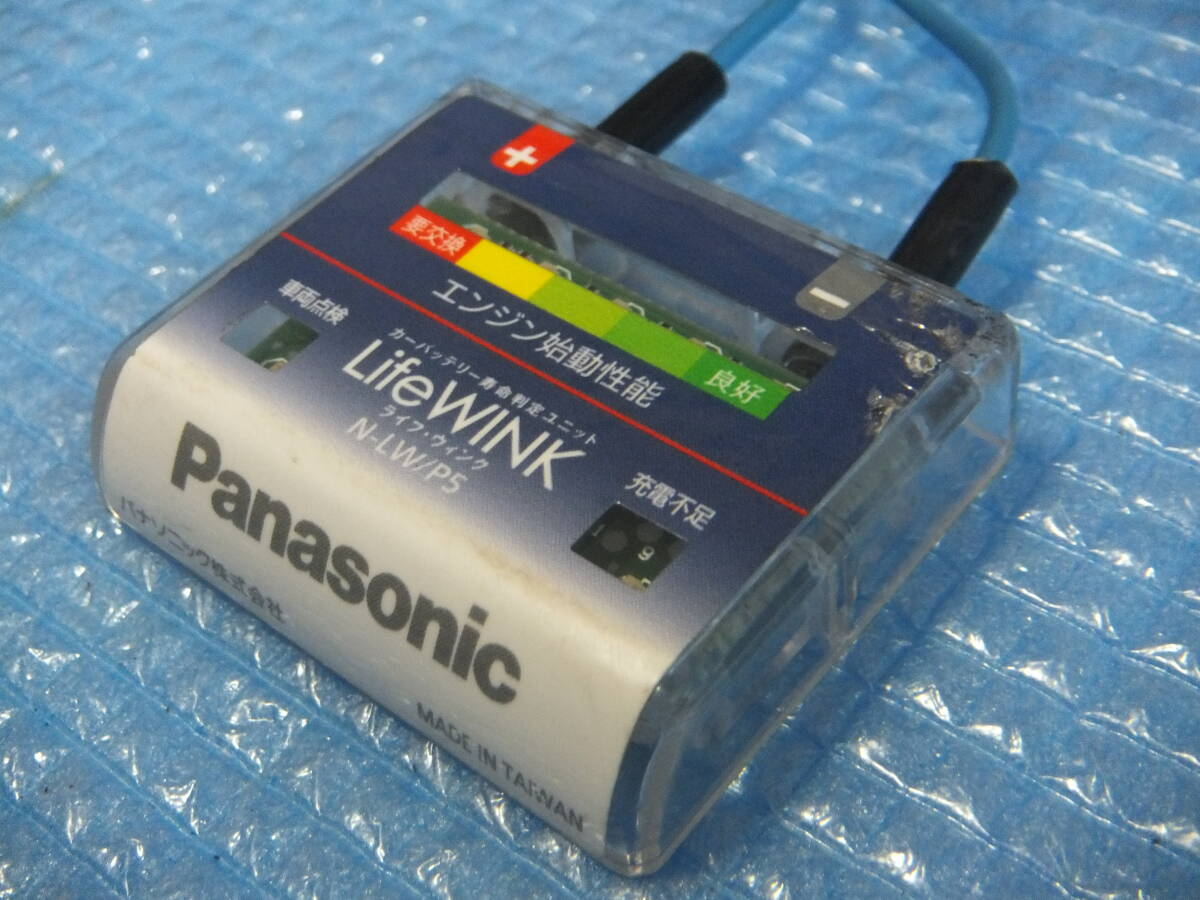 +
−
要交換
良好
エンジン始動性能
車両点検
カーバッテリー寿命判定ユニット
LifeWINK
ライフ・ウィンク
N-LW/P5
充電不足
9
Panasonic
パナソニック株式会社
MADE IN TAIWAN